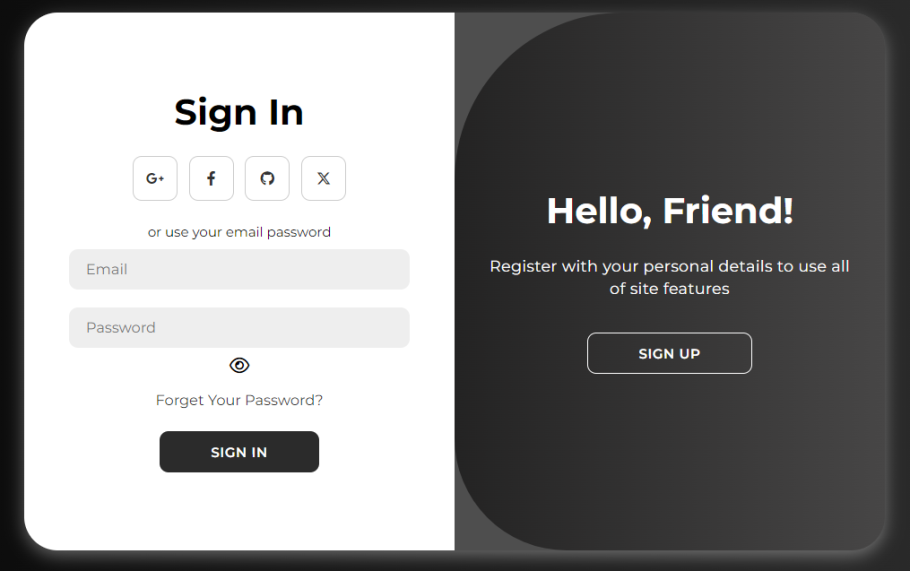 Sign In
G+
or use your email password
Email
Password
Forget Your Password?
SIGN IN
Hello, Friend!
Register with your personal details to use all
of site features
SIGN UP